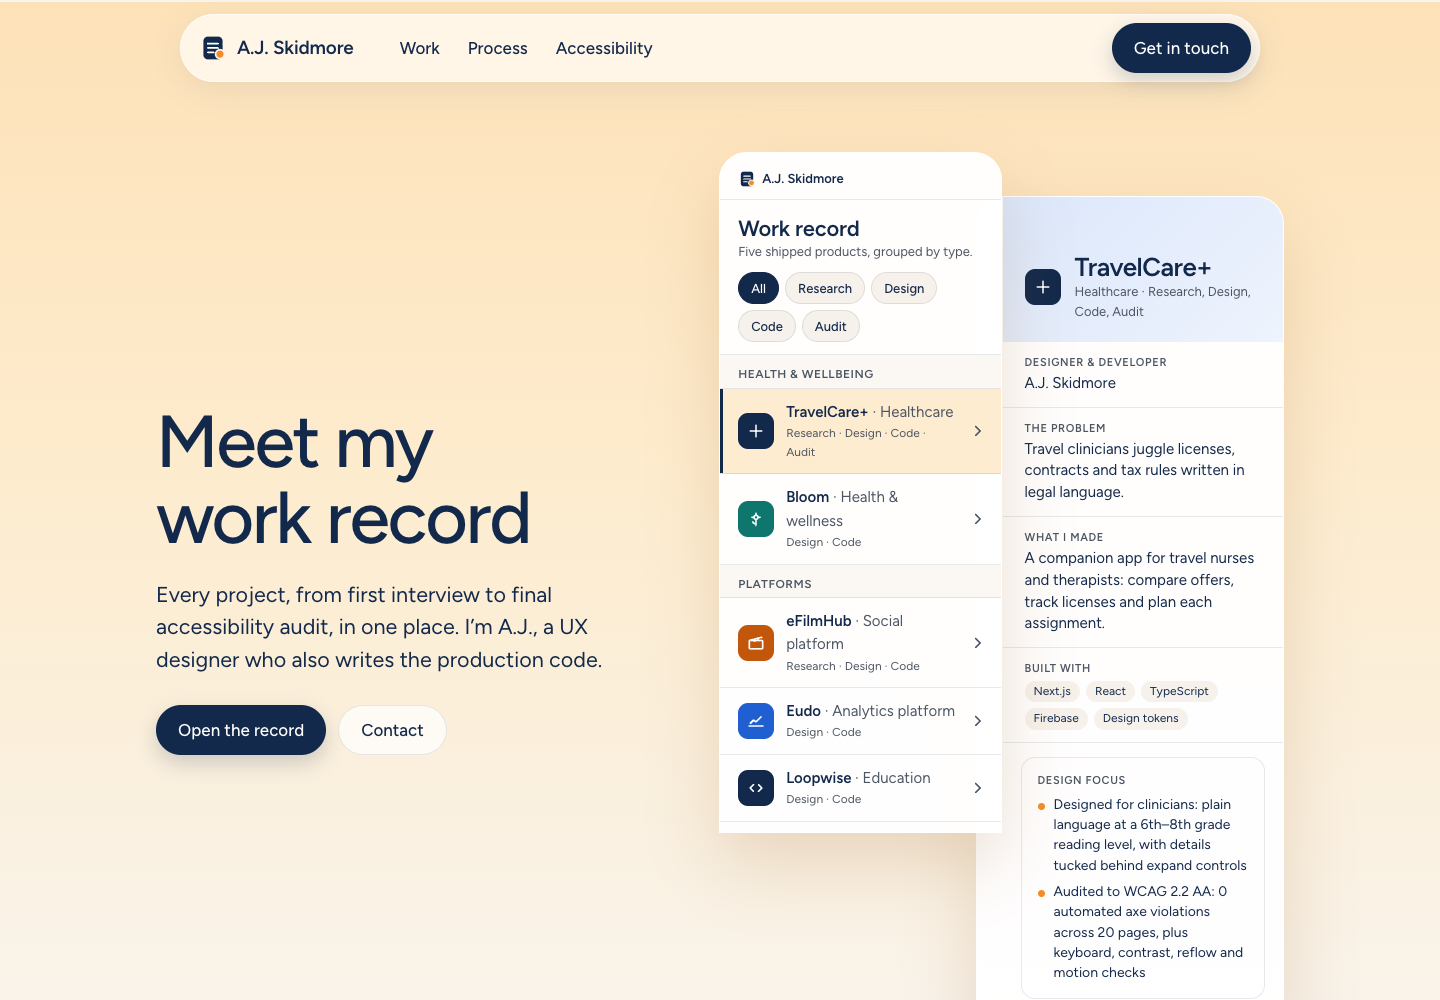 A.J. Skidmore
Work
Process
Accessibility
Get in touch
Meet my
work record
Every project, from first interview to final
accessibility audit, in one place. I’m A.J., a UX
designer who also writes the production code.
Open the record
Contact
A.J. Skidmore
Work record
Five shipped products, grouped by type.
All
Research
Design
Code
Audit
HEALTH & WELLBEING
TravelCare+ · Healthcare
Research · Design · Code ·
Audit
Bloom · Health &
wellness
Design · Code
PLATFORMS
eFilmHub · Social
platform
Research · Design · Code
Eudo · Analytics platform
Design · Code
Loopwise · Education
Design · Code
TravelCare+
Healthcare · Research, Design,
Code, Audit
DESIGNER & DEVELOPER
A.J. Skidmore
THE PROBLEM
Travel clinicians juggle licenses,
contracts and tax rules written in
legal language.
WHAT I MADE
A companion app for travel nurses
and therapists: compare offers,
track licenses and plan each
assignment.
BUILT WITH
Next.js
React
TypeScript
Firebase
Design tokens
DESIGN FOCUS
Designed for clinicians: plain
language at a 6th–8th grade
reading level, with details
tucked behind expand controls
Audited to WCAG 2.2 AA: 0
automated axe violations
across 20 pages, plus
keyboard, contrast, reflow and
motion checks